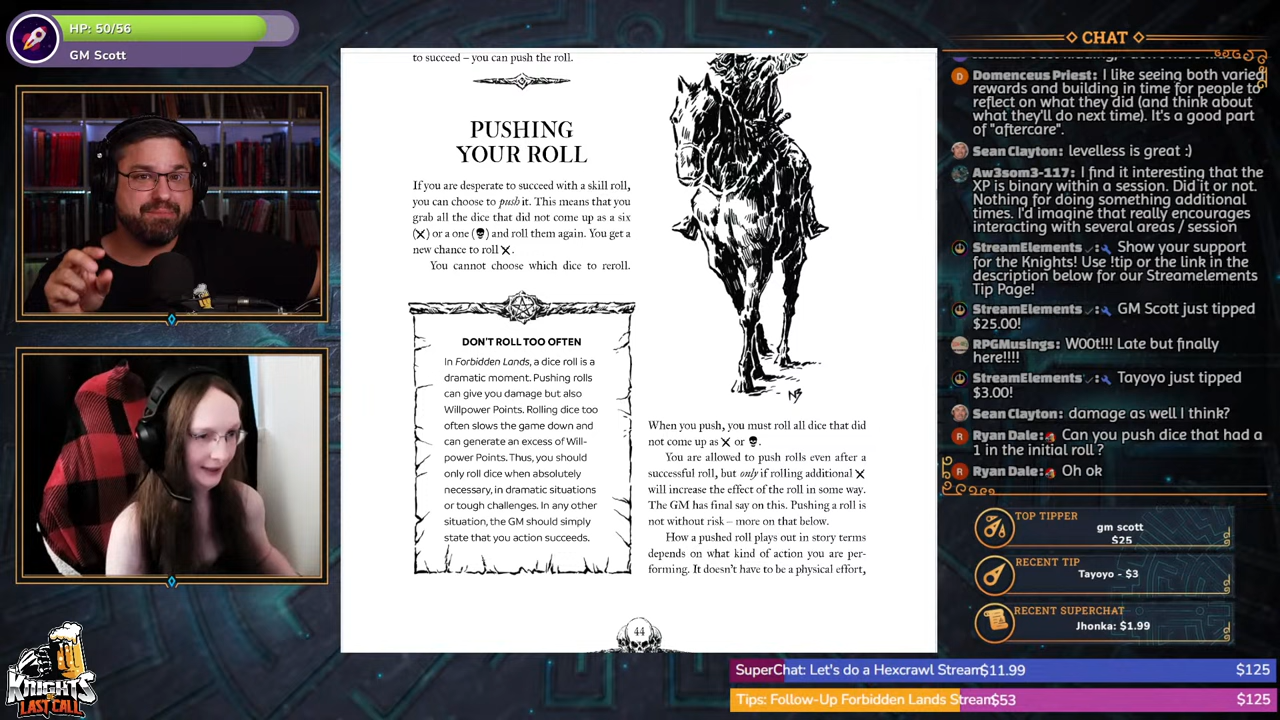 HP: 50/56
GM Scott
to succeed – you can push the roll.
PUSHING
YOUR ROLL
If you are desperate to succeed with a skill roll,
you can choose to push it. This means that you
grab all the dice that did not come up as a six
(⚔) or a one (💀) and roll them again. You get a
new chance to roll ⚔.
You cannot choose which dice to reroll.
DON'T ROLL TOO OFTEN
In Forbidden Lands, a dice roll is a
dramatic moment. Pushing rolls
can give you damage but also
Willpower Points. Rolling dice too
often slows the game down and
can generate an excess of Will-
power Points. Thus, you should
only roll dice when absolutely
necessary, in dramatic situations
or tough challenges. In any other
situation, the GM should simply
state that you action succeeds.
NB
When you push, you must roll all dice that did
not come up as ⚔ or 💀.
You are allowed to push rolls even after a
successful roll, but only if rolling additional ⚔
will increase the effect of the roll in some way.
The GM has final say on this. Pushing a roll is
not without risk – more on that below.
How a pushed roll plays out in story terms
depends on what kind of action you are per-
forming. It doesn't have to be a physical effort,
44
CHAT
Domenceus Priest: I like seeing both varied
rewards and building in time for people to
reflect on what they did (and think about
what they'll do next time). It's a good part
of "aftercare".
Sean Clayton: levelless is great :)
Aw3som3-117: I find it interesting that the
XP is binary within a session. Did it or not.
Nothing for doing something additional
times. I'd imagine that really encourages
interacting with several areas / session
StreamElements: Show your support
for the Knights! Use !tip or the link in the
description below for our Streamelements
Tip Page!
StreamElements: GM Scott just tipped
$25.00!
RPGMusings: W00t!!! Late but finally
here!!!!
StreamElements: Tayoyo just tipped
$3.00!
Sean Clayton: damage as well I think?
Ryan Dale: Can you push dice that had a
1 in the initial roll ?
Ryan Dale: Oh ok
TOP TIPPER
gm scott
$25
RECENT TIP
Tayoyo - $3
RECENT SUPERCHAT
Jhonka: $1.99
KNIGHTS
LAST CALL
SuperChat: Let's do a Hexcrawl Stream $11.99 $125
Tips: Follow-Up Forbidden Lands Stream $53 $125